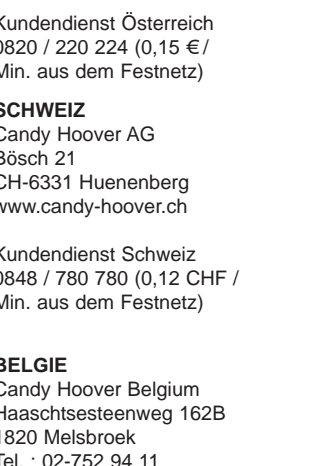 Kundendienst Österreich
0820 / 220 224 (0,15 €/
Min. aus dem Festnetz)
SCHWEIZ
Candy Hoover AG
Bösch 21
CH-6331 Huenenberg
www.candy-hoover.ch
Kundendienst Schweiz
0848 / 780 780 (0,12 CHF /
Min. aus dem Festnetz)
BELGIE
Candy Hoover Belgium
Haaschtsesteenweg 162B
1820 Melsbroek
Tel. : 02-752 94 11